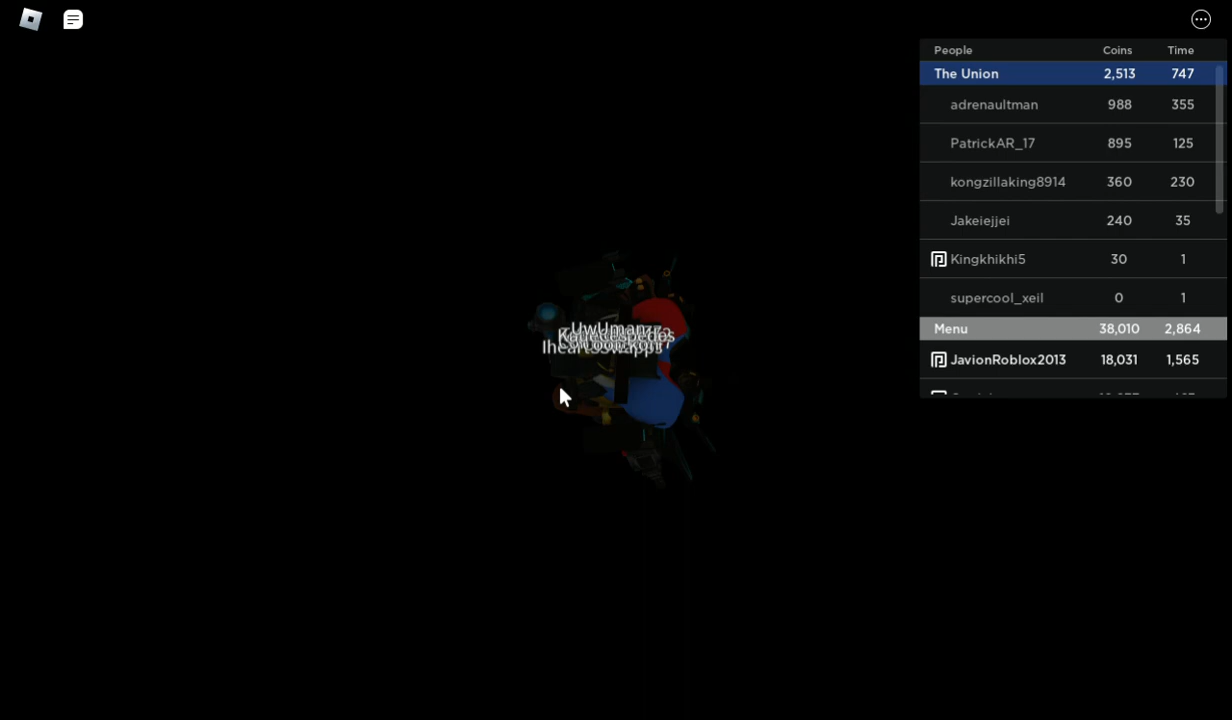 People Coins Time
The Union 2,513 747
adrenaultman 988 355
PatrickAR_17 895 125
kongzillaking8914 360 230
Jakeiejjei 240 35
Kingkhikhi5 30 1
supercool_xeil 0 1
Menu 38,010 2,864
JavionRoblox2013 18,031 1,565